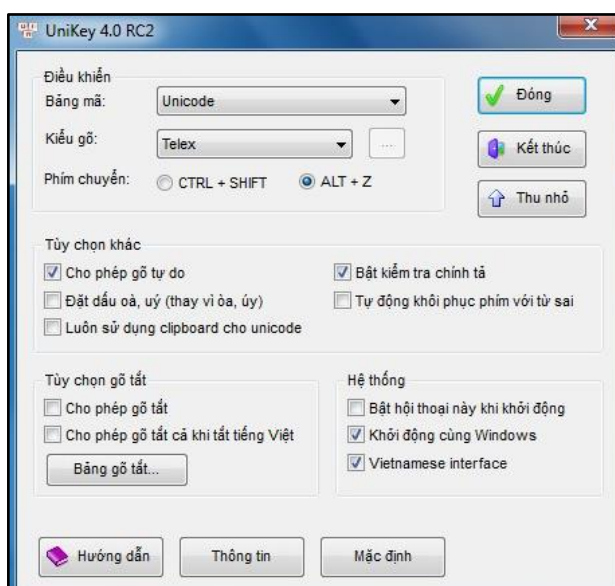 UniKey 4.0 RC2
Điều khiển
Bảng mã: Unicode
Kiểu gõ: Telex ...
Phím chuyển: CTRL + SHIFT ALT + Z
Đóng
Kết thúc
Thu nhỏ
Tùy chọn khác
Cho phép gõ tự do
Bật kiểm tra chính tả
Đặt dấu oà, uý (thay vì òa, úy)
Tự động khôi phục phím với từ sai
Luôn sử dụng clipboard cho unicode
Tùy chọn gõ tắt
Cho phép gõ tắt
Cho phép gõ tắt cả khi tắt tiếng Việt
Bảng gõ tắt...
Hệ thống
Bật hội thoại này khi khởi động
Khởi động cùng Windows
Vietnamese interface
Hướng dẫn
Thông tin
Mặc định